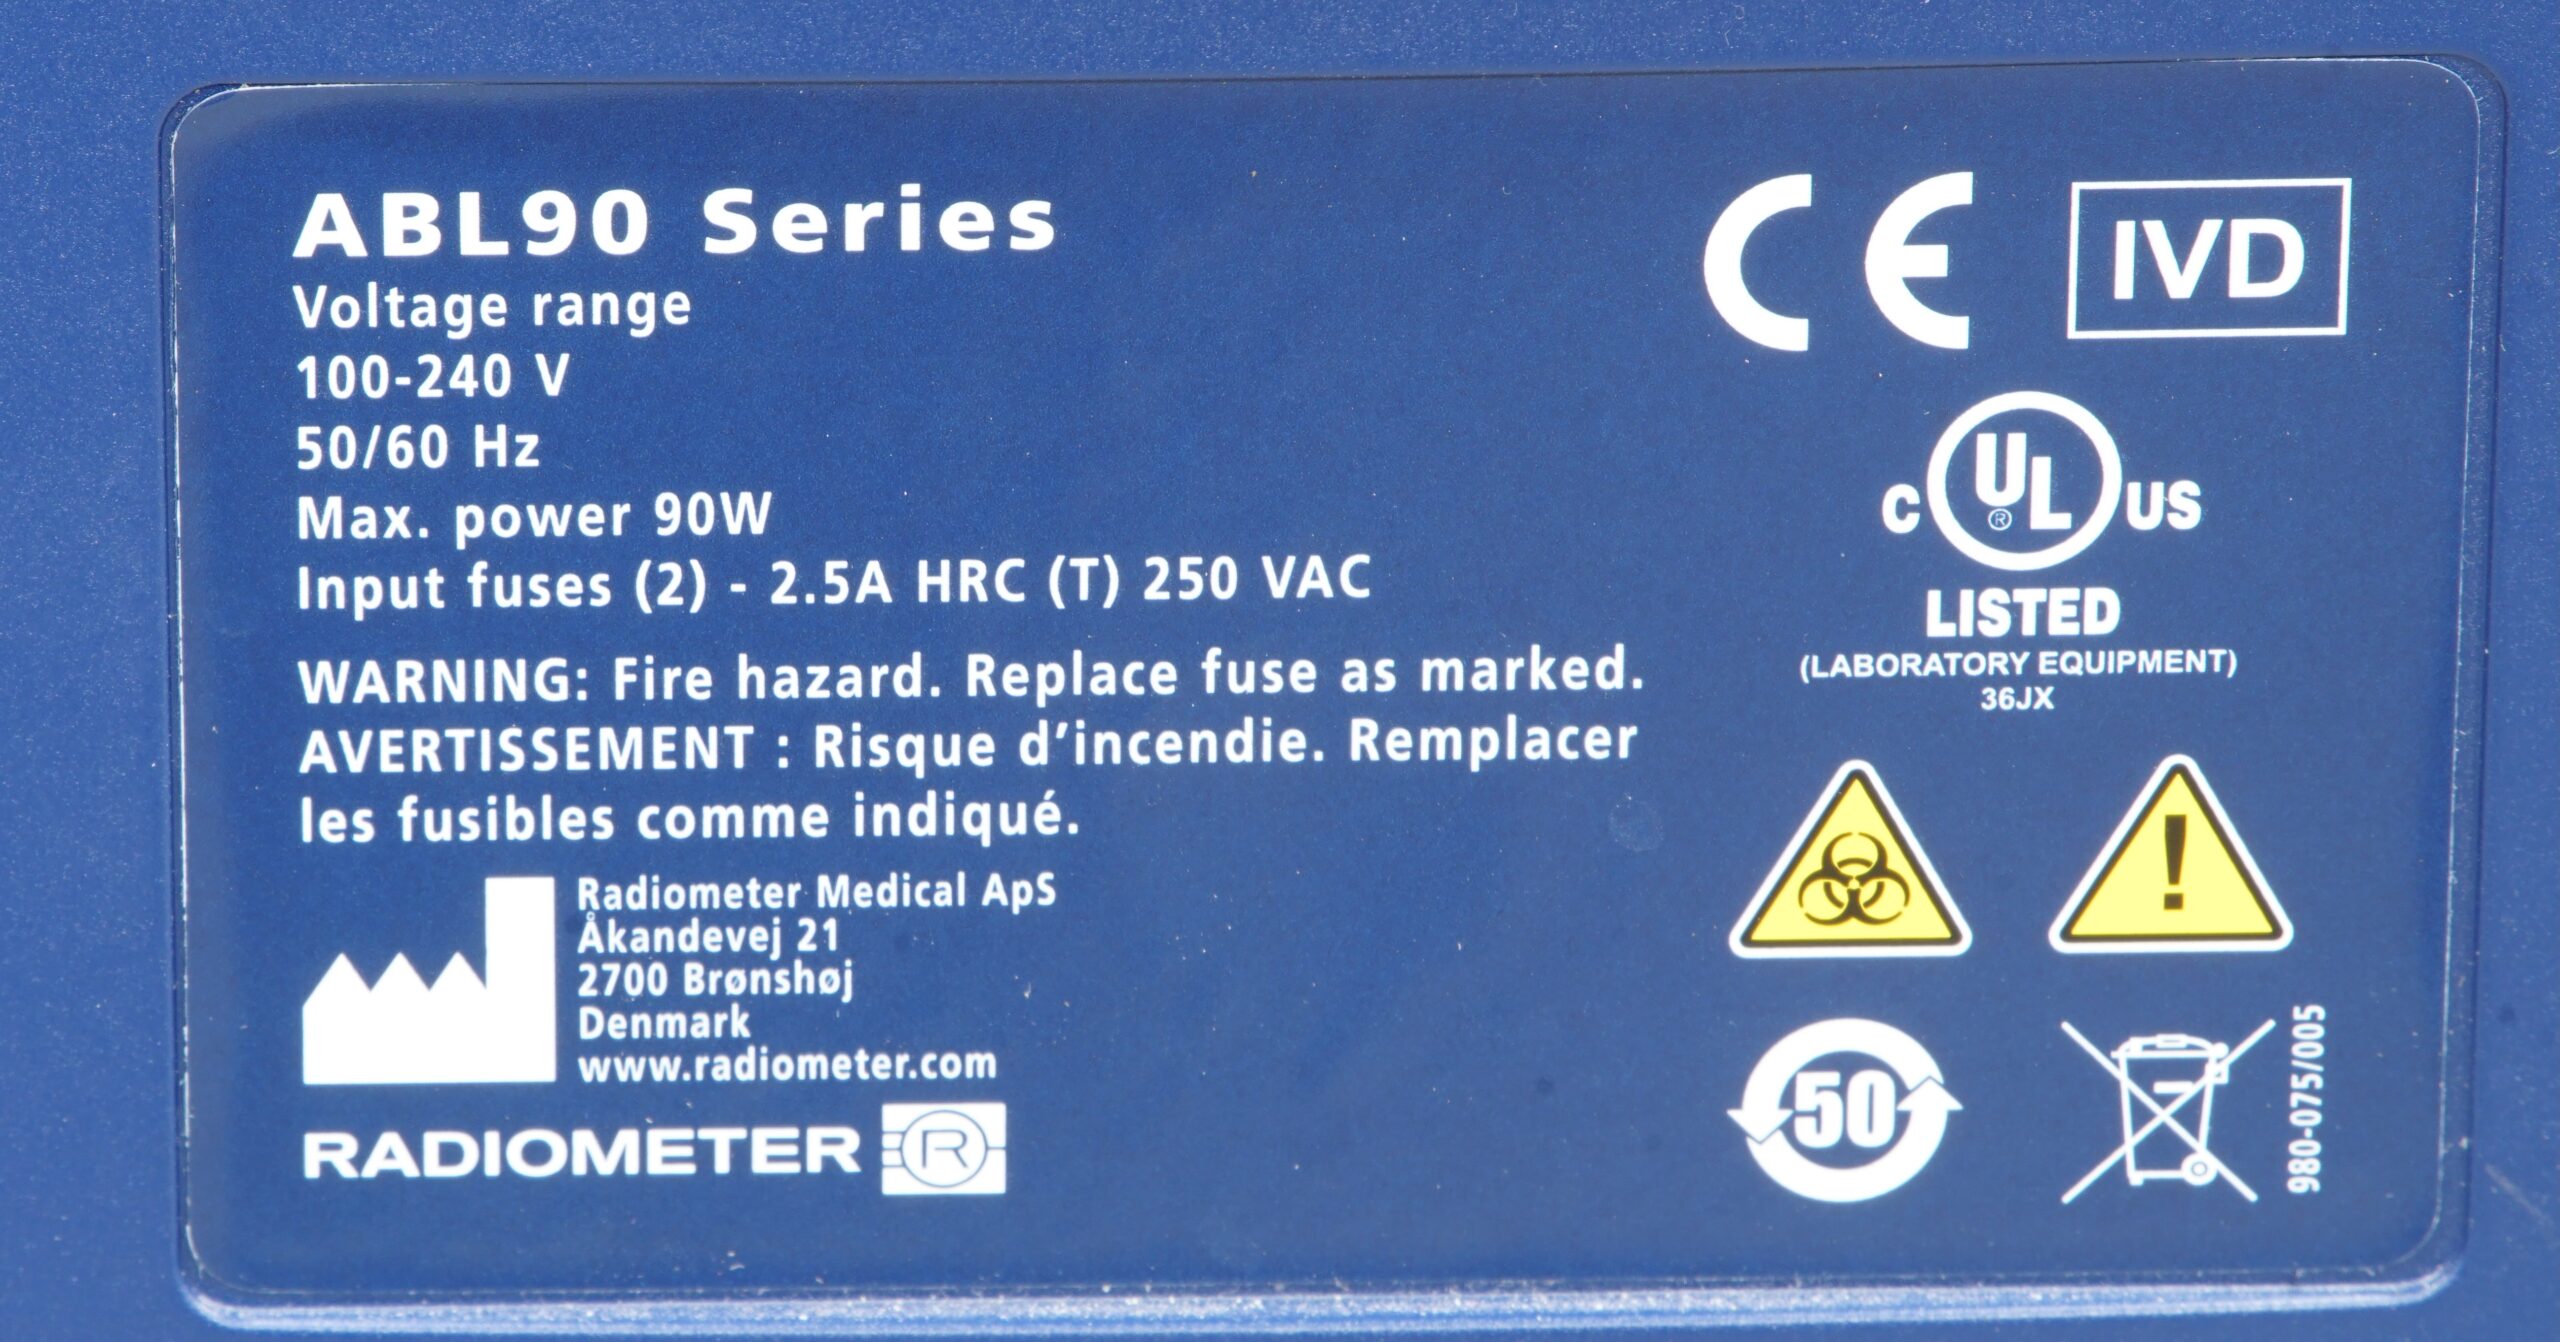 ABL90 Series
Voltage range
100-240 V
50/60 Hz
Max. power 90W
Input fuses (2) - 2.5A HRC (T) 250 VAC
WARNING: Fire hazard. Replace fuse as marked.
AVERTISSEMENT : Risque d'incendie. Remplacer
les fusibles comme indiqué.
Radiometer Medical ApS
Åkandevej 21
2700 Brønshøj
Denmark
www.radiometer.com
RADIOMETER R
CE IVD
C UL® US
LISTED
(LABORATORY EQUIPMENT)
36JX
!
50
980-075/005